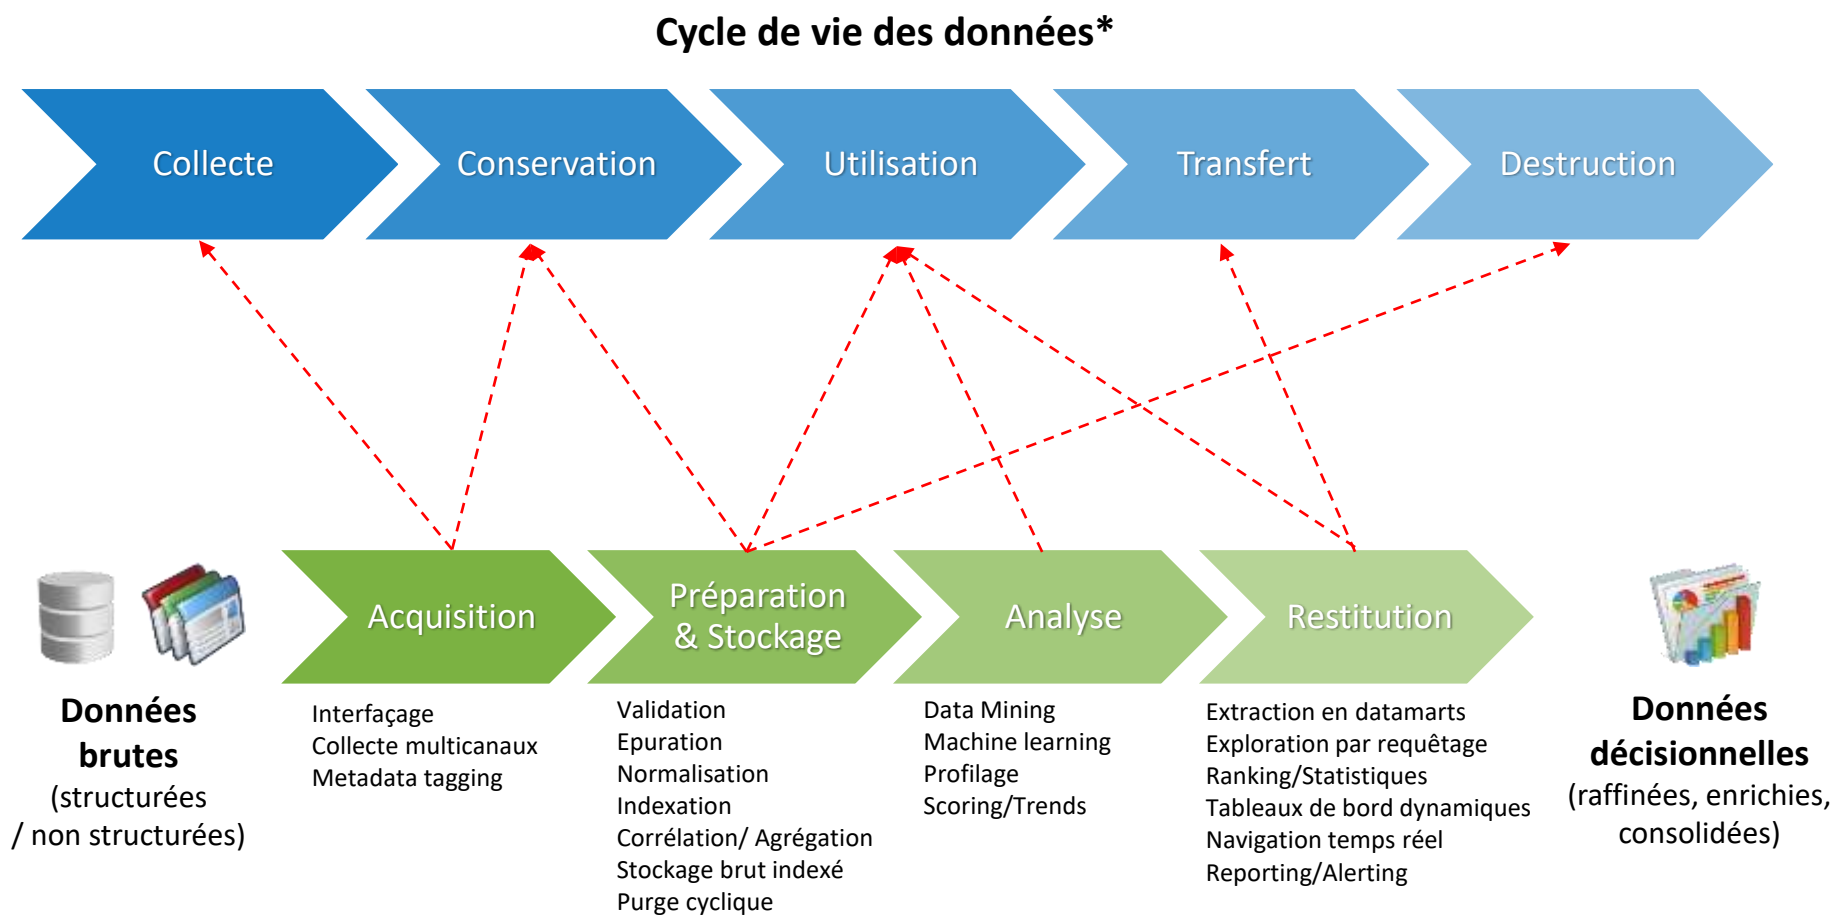 Cycle de vie des données*
Collecte
Conservation
Utilisation
Transfert
Destruction
Données
brutes
(structurées
/ non structurées)
Acquisition
Interfaçage
Collecte multicanaux
Metadata tagging
Préparation
& Stockage
Validation
Epuration
Normalisation
Indexation
Corrélation/ Agrégation
Stockage brut indexé
Purge cyclique
Analyse
Data Mining
Machine learning
Profilage
Scoring/Trends
Restitution
Extraction en datamarts
Exploration par requêtage
Ranking/Statistiques
Tableaux de bord dynamiques
Navigation temps réel
Reporting/Alerting
Données
décisionnelles
(raffinées, enrichies,
consolidées)